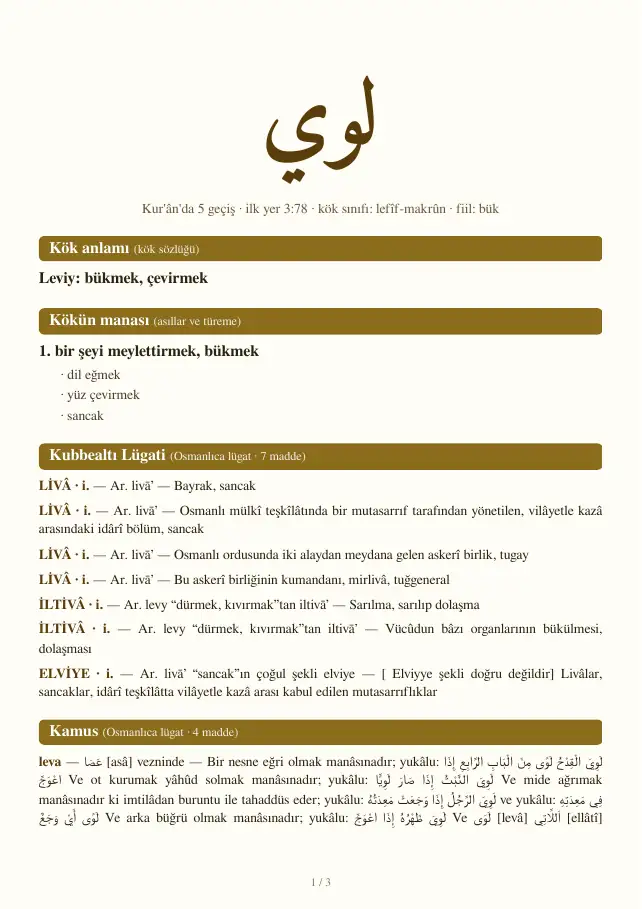 لوي
Kur'ân'da 5 geçiş · ilk yer 3:78 · kök sınıfı: lefîf-makrûn · fiil: bük
Kök anlamı (kök sözlüğü)
Leviy: bükmek, çevirmek
Kökün manası (asıllar ve türeme)
1. bir şeyi meylettirmek, bükmek
· dil eğmek
· yüz çevirmek
· sancak
Kubbealtı Lügati (Osmanlıca lügat · 7 madde)
LİVÂ · i. — Ar. livā’ — Bayrak, sancak
LİVÂ · i. — Ar. livā’ — Osmanlı mülkî teşkîlâtında bir mutasarrıf tarafından yönetilen, vilâyetle kazâ
arasındaki idârî bölüm, sancak
LİVÂ · i. — Ar. livā’ — Osmanlı ordusunda iki alaydan meydana gelen askerî birlik, tugay
LİVÂ · i. — Ar. livā’ — Bu askerî birliğinin kumandanı, mirlivâ, tuğgeneral
İLTİVÂ · i. — Ar. levy “dürmek, kıvırmak”tan iltivā’ — Sarılma, sarılıp dolaşma
İLTİVÂ · i. — Ar. levy “dürmek, kıvırmak”tan iltivā’ — Vücûdun bâzı organlarının bükülmesi,
dolaşması
ELVİYE · i. — Ar. livā’ “sancak”ın çoğul şekli elviye — [ Elviyye şekli doğru değildir] Livâlar,
sancaklar, idârî teşkîlâtta vilâyetle kazâ arası kabul edilen mutasarrıflıklar
Kamus (Osmanlıca lügat · 4 madde)
leva — عَصَا [asâ] vezninde — Bir nesne eğri olmak manâsınadır; yukâlu: لَوِيَ الْقِدْحُ لَوًى مِنَ الْبَابِ الرَّابِعِ إِذَا
اعْوَجَّ Ve ot kurumak yâhûd solmak manâsınadır; yukâlu: لَوِيَ النَّبْتُ إِذَا صَارَ لَوِيًّا Ve mide ağrımak
manâsınadır ki imtilâdan buruntu ile tahaddüs eder; yukâlu: لَوِيَ الرَّجُلُ إِذَا وَجِعَتْ مَعِدَتُهُ ve yukâlu: فِي مَعِدَتِهِ
لَوًى أَيْ وَجَعٌ Ve arka büğrü olmak manâsınadır; yukâlu: لَوِيَ ظَهْرُهُ إِذَا اعْوَجَّ Ve لَوَى [levâ] اَللَّاتِي [ellâtî]
1 / 3